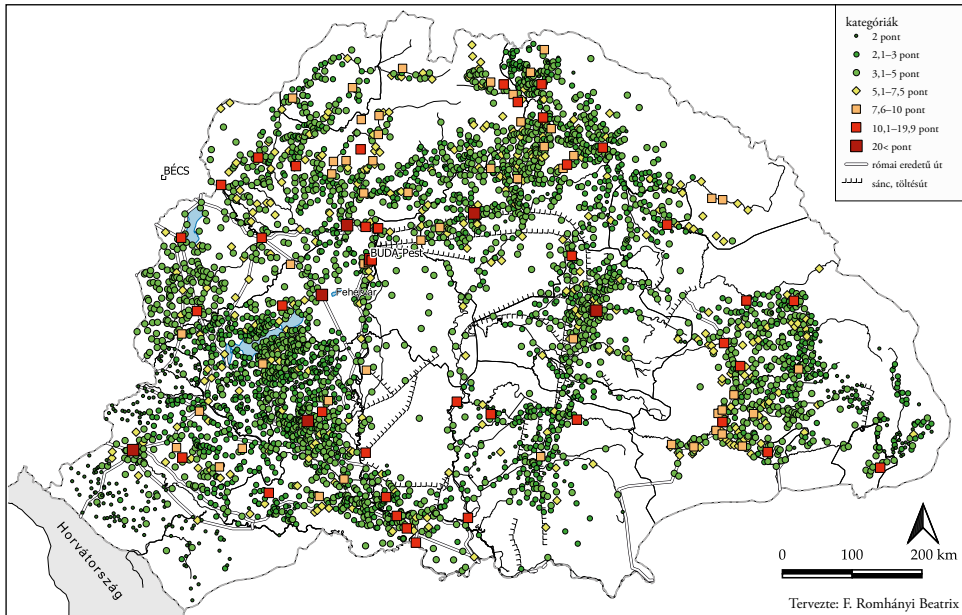 kategóriák
2 pont
2,1–3 pont
3,1–5 pont
5,1–7,5 pont
7,6–10 pont
10,1–19,9 pont
20< pont
római eredetű út
sánc, töltésút
BÉCS
BUDA-Pest
Fehérvár
Horvátország
0 100 200 km
Tervezte: F. Romhányi Beatrix